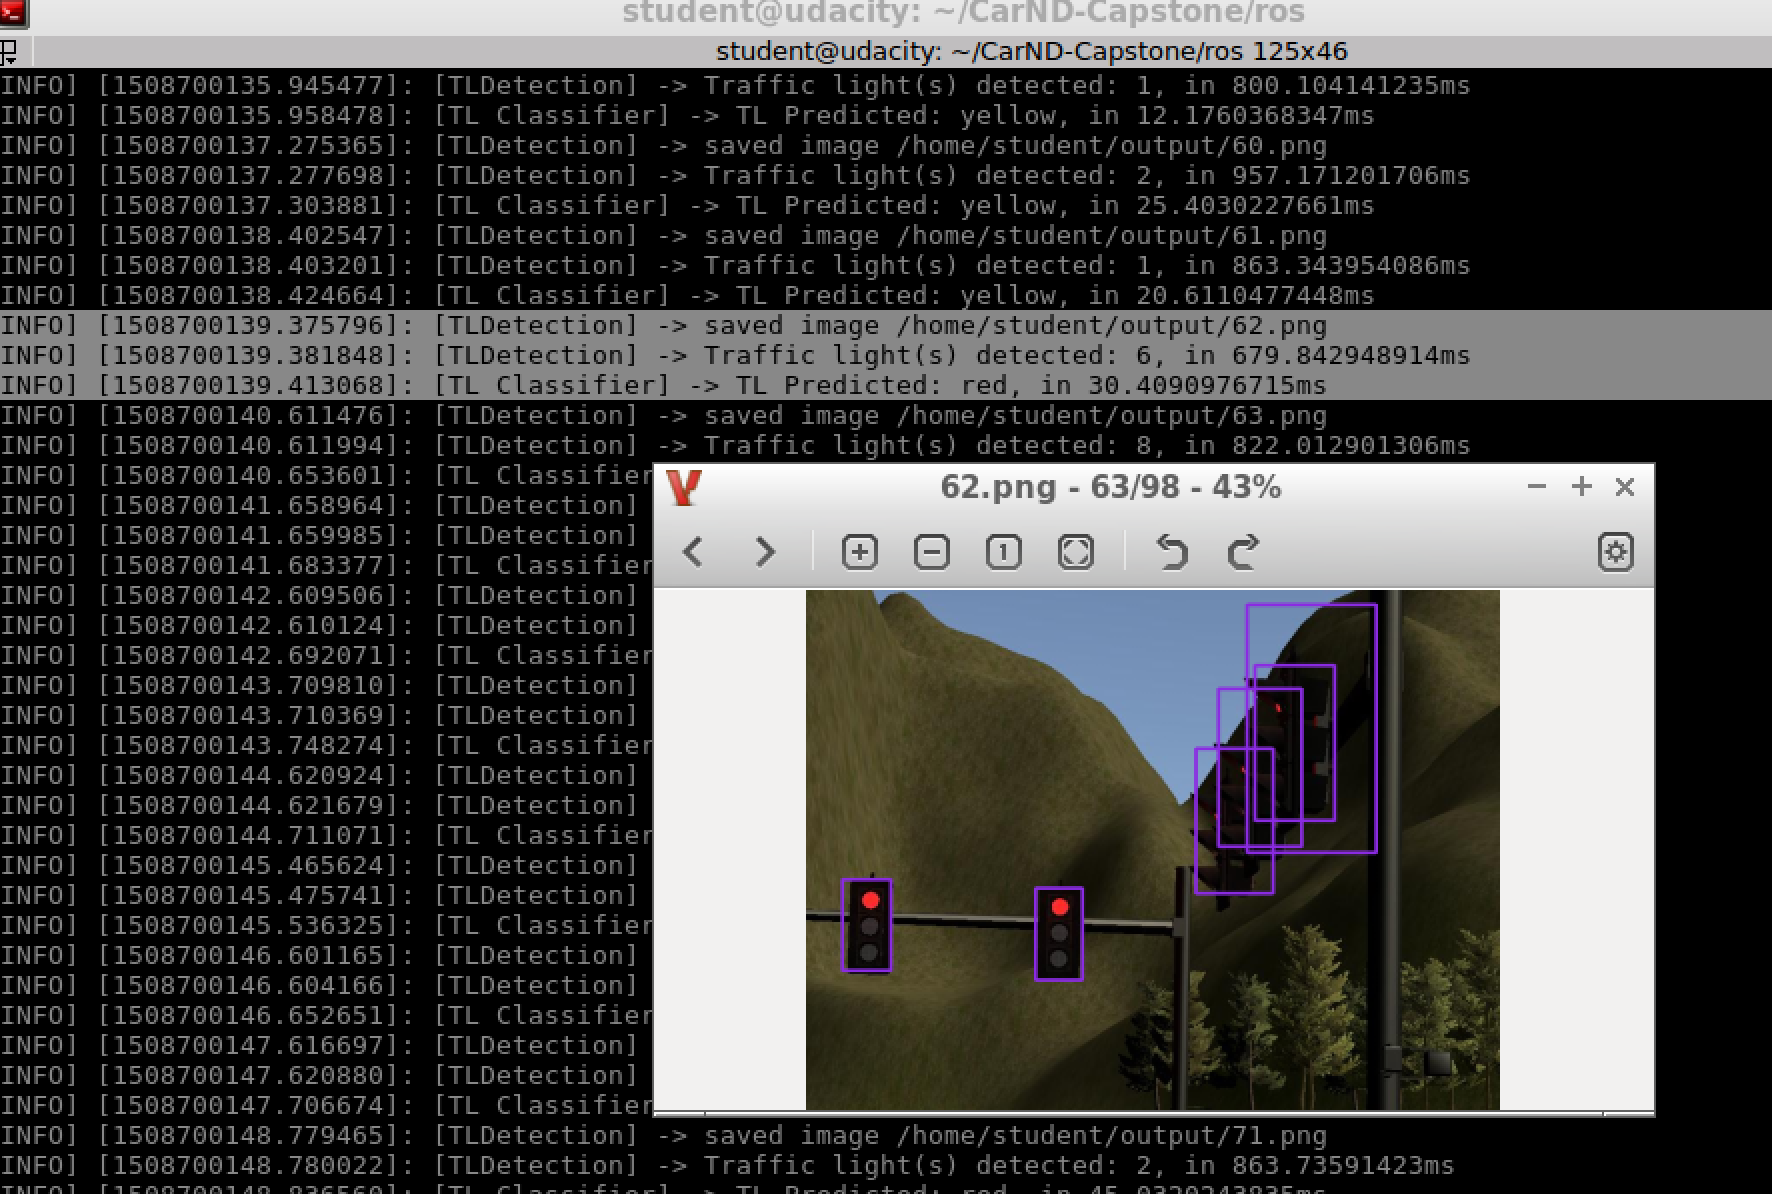 student@udacity: ~/CarND-Capstone/ros
student@udacity: ~/CarND-Capstone/ros 125x46
INFO] [1508700135.945477]: [TLDetection] -> Traffic light(s) detected: 1, in 800.104141235ms
INFO] [1508700135.958478]: [TL Classifier] -> TL Predicted: yellow, in 12.1760368347ms
INFO] [1508700137.275365]: [TLDetection] -> saved image /home/student/output/60.png
INFO] [1508700137.277698]: [TLDetection] -> Traffic light(s) detected: 2, in 957.171201706ms
INFO] [1508700137.303881]: [TL Classifier] -> TL Predicted: yellow, in 25.4030227661ms
INFO] [1508700138.402547]: [TLDetection] -> saved image /home/student/output/61.png
INFO] [1508700138.403201]: [TLDetection] -> Traffic light(s) detected: 1, in 863.343954086ms
INFO] [1508700138.424664]: [TL Classifier] -> TL Predicted: yellow, in 20.6110477448ms
INFO] [1508700139.375796]: [TLDetection] -> saved image /home/student/output/62.png
INFO] [1508700139.381848]: [TLDetection] -> Traffic light(s) detected: 6, in 679.842948914ms
INFO] [1508700139.413068]: [TL Classifier] -> TL Predicted: red, in 30.4090976715ms
INFO] [1508700140.611476]: [TLDetection] -> saved image /home/student/output/63.png
INFO] [1508700140.611994]: [TLDetection] -> Traffic light(s) detected: 8, in 822.012901306ms
INFO] [1508700140.653601]: [TL Classifier
INFO] [1508700141.658964]: [TLDetection]
INFO] [1508700141.659985]: [TLDetection]
INFO] [1508700141.683377]: [TL Classifier
INFO] [1508700142.609506]: [TLDetection]
INFO] [1508700142.610124]: [TLDetection]
INFO] [1508700142.692071]: [TL Classifier
INFO] [1508700143.709810]: [TLDetection]
INFO] [1508700143.710369]: [TLDetection]
INFO] [1508700143.748274]: [TL Classifier
INFO] [1508700144.620924]: [TLDetection]
INFO] [1508700144.621679]: [TLDetection]
INFO] [1508700144.711071]: [TL Classifier
INFO] [1508700145.465624]: [TLDetection]
INFO] [1508700145.475741]: [TLDetection]
INFO] [1508700145.536325]: [TL Classifier
INFO] [1508700146.601165]: [TLDetection]
INFO] [1508700146.604166]: [TLDetection]
INFO] [1508700146.652651]: [TL Classifier
INFO] [1508700147.616697]: [TLDetection]
INFO] [1508700147.620880]: [TLDetection]
INFO] [1508700147.706674]: [TL Classifier
62.png - 63/98 - 43%
1
INFO] [1508700148.779465]: [TLDetection] -> saved image /home/student/output/71.png
INFO] [1508700148.780022]: [TLDetection] -> Traffic light(s) detected: 2, in 863.73591423ms